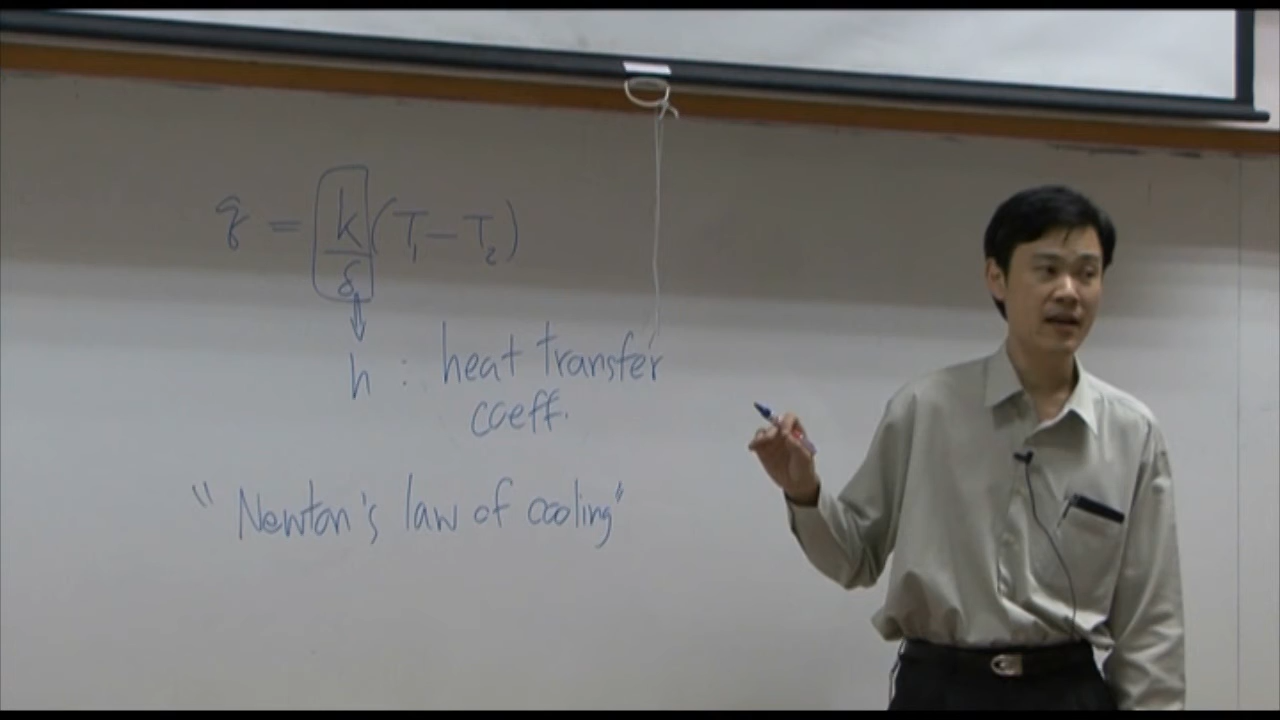 q = k/δ (T₁ - T₂)
h : heat transfer
coeff.
"Newton's law of cooling"